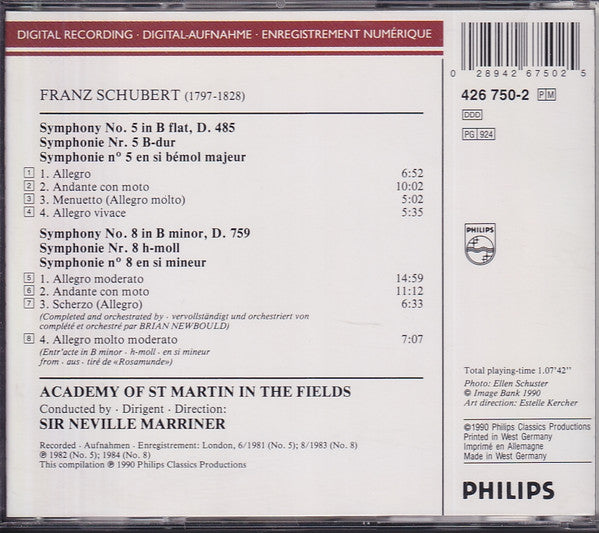 DIGITAL RECORDING · DIGITAL-AUFNAHME · ENREGISTREMENT NUMÉRIQUE
FRANZ SCHUBERT (1797-1828)
Symphony No. 5 in B flat, D. 485
Symphonie Nr. 5 B-dur
Symphonie nº 5 en si bémol majeur
1 1. Allegro 6:52
2 2. Andante con moto 10:02
3 3. Menuetto (Allegro molto) 5:02
4 4. Allegro vivace 5:35
Symphony No. 8 in B minor, D. 759
Symphonie Nr. 8 h-moll
Symphonie nº 8 en si mineur
5 1. Allegro moderato 14:59
6 2. Andante con moto 11:12
7 3. Scherzo (Allegro) 6:33
(Completed and orchestrated by · vervollständigt und orchestriert von
complété et orchestré par BRIAN NEWBOULD)
8 4. Allegro molto moderato 7:07
(Entr'acte in B minor · h-moll · en si mineur
from · aus · tiré de «Rosamunde»)
ACADEMY OF ST MARTIN IN THE FIELDS
Conducted by · Dirigent · Direction:
SIR NEVILLE MARRINER
Recorded · Aufnahmen · Enregistrement: London, 6/1981 (No. 5); 8/1983 (No. 8)
℗ 1982 (No. 5); 1984 (No. 8)
This compilation ℗ 1990 Philips Classics Productions
0 28942 67502 5
426 750-2 PM
DDD
PG 924
PHILIPS
Total playing-time 1.07'42"
Photo: Ellen Schuster
© Image Bank 1990
Art direction: Estelle Kercher
©1990 Philips Classics Productions
Printed in West Germany
Imprimé en Allemagne
Made in West Germany
PHILIPS